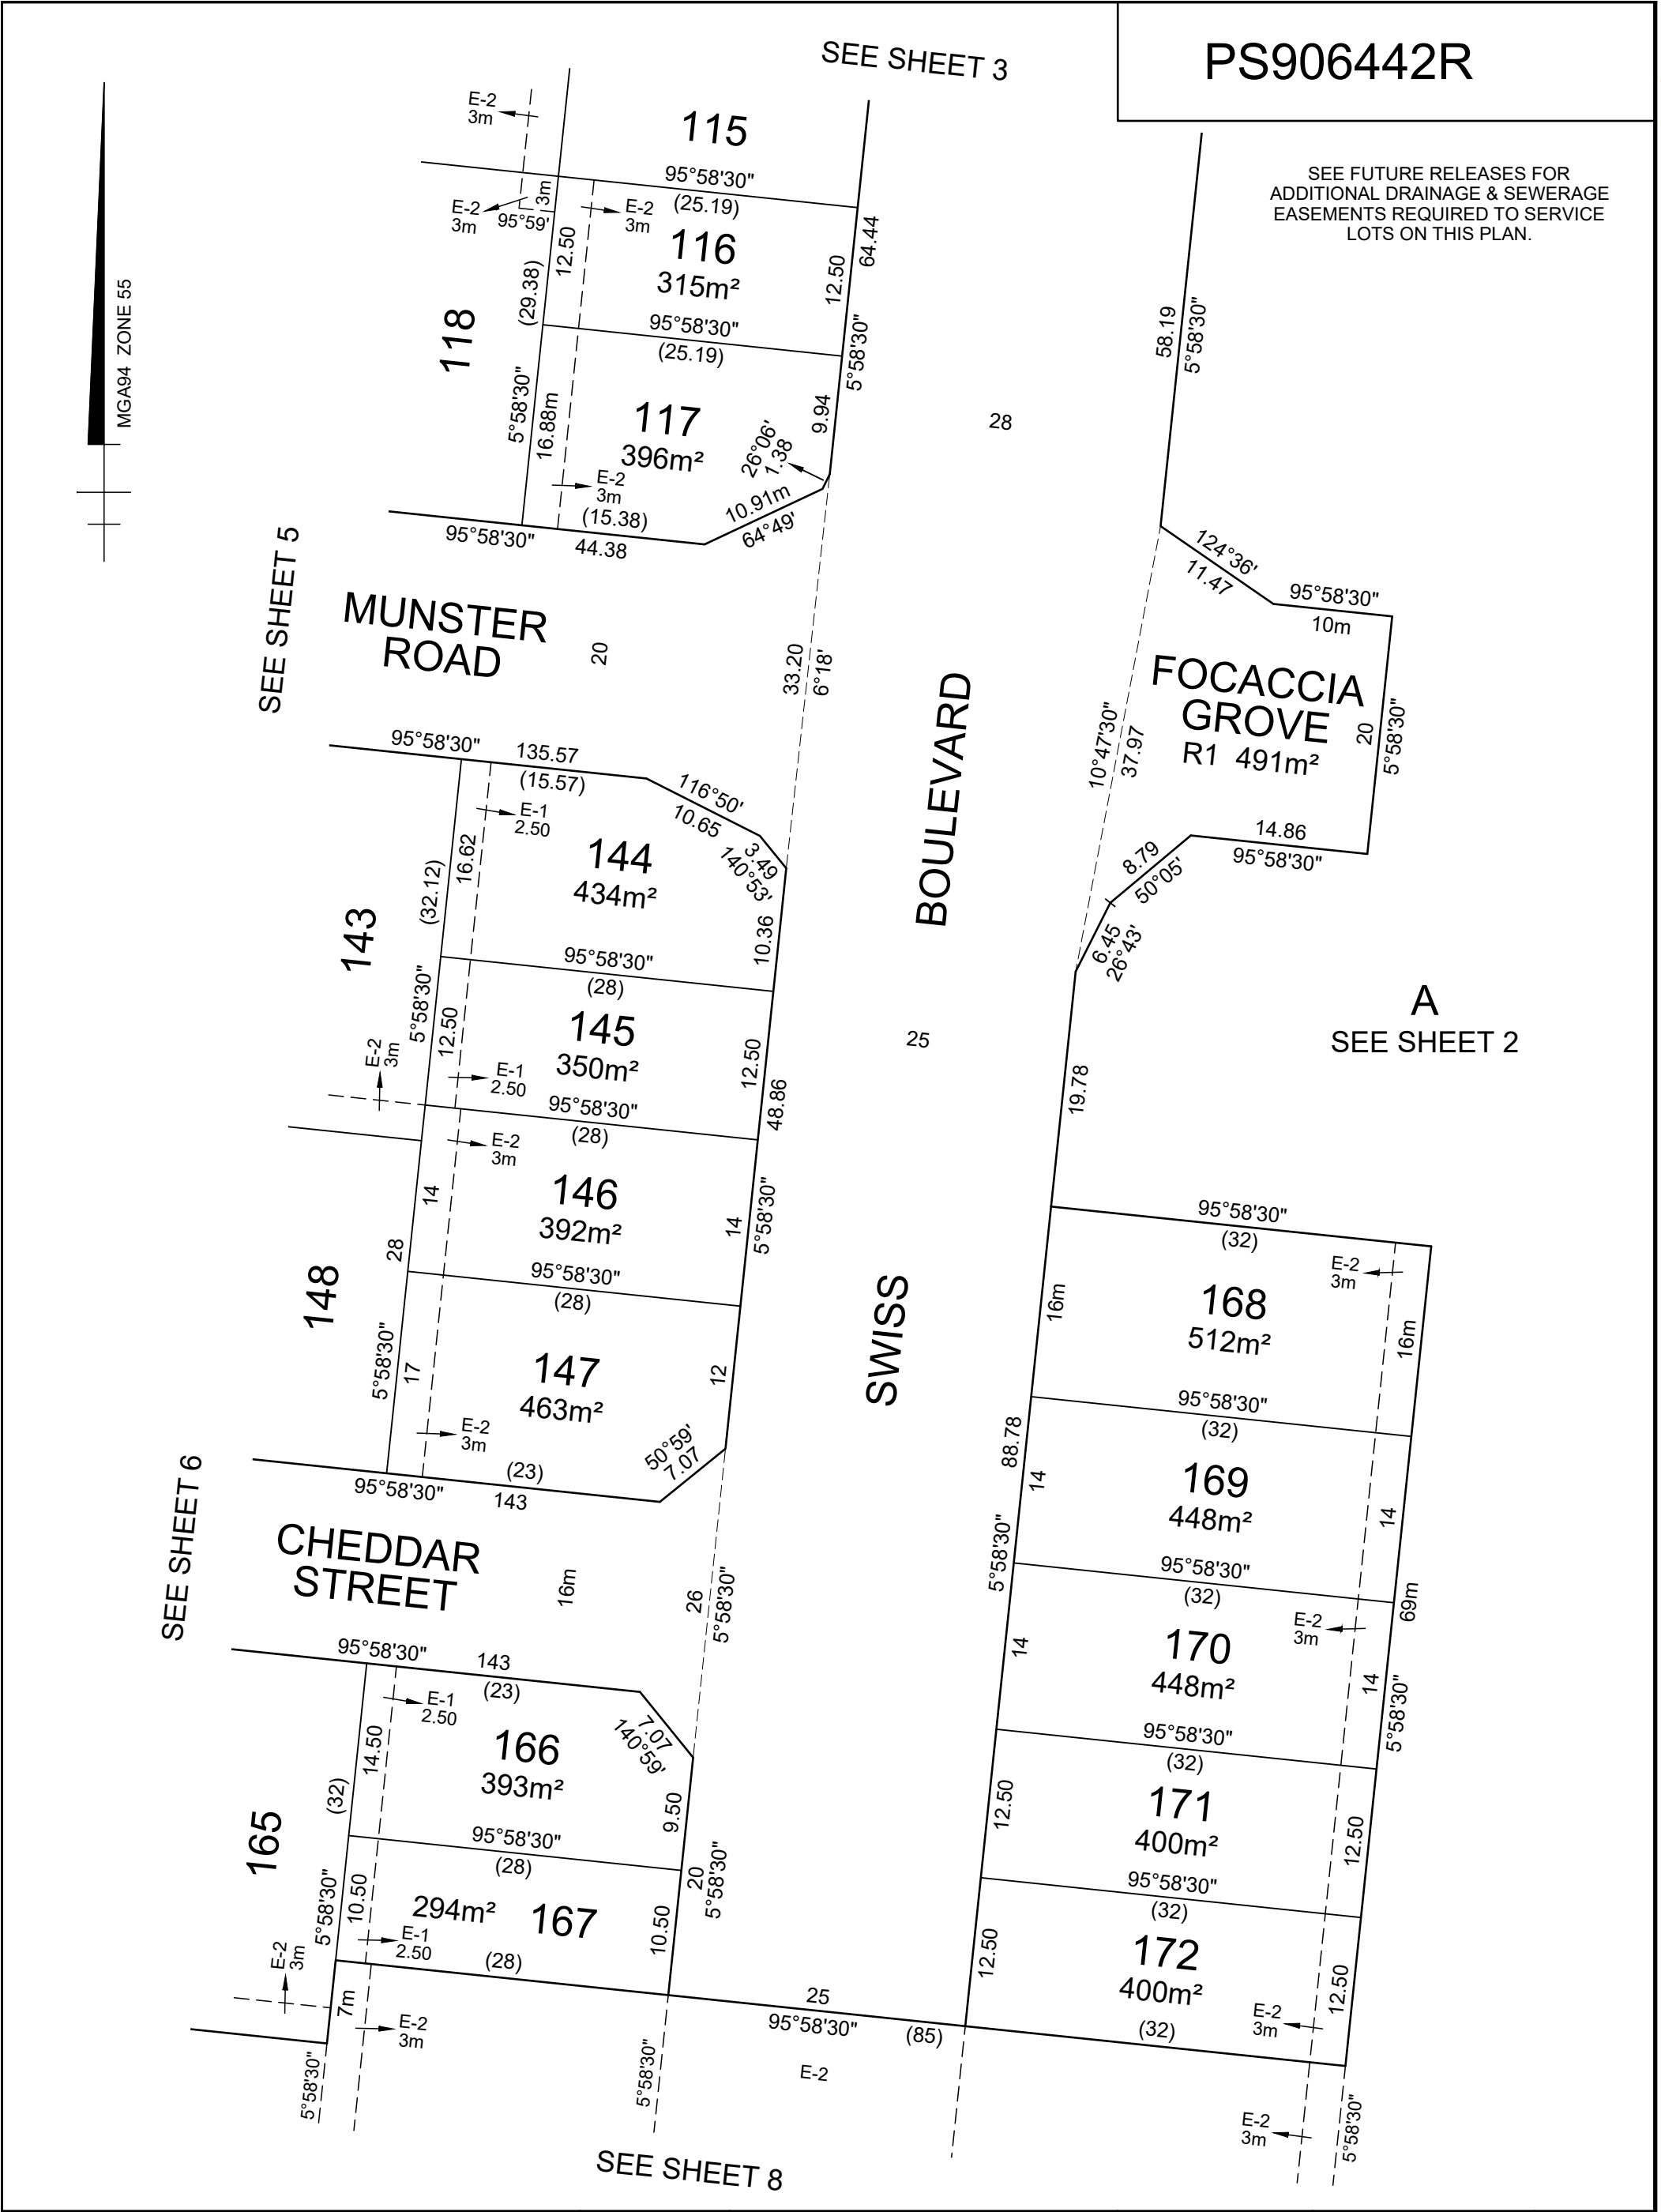 PS906442R
SEE SHEET 3
SEE FUTURE RELEASES FOR
ADDITIONAL DRAINAGE & SEWERAGE
EASEMENTS REQUIRED TO SERVICE
LOTS ON THIS PLAN.
MGA94 ZONE 55
E-2
3m
115
95°58'30"
(25.19)
E-2
3m
3m
95°59'
E-2
3m
116
315m²
12.50
(29.38)
12.50
64.44
118
95°58'30"
(25.19)
5°58'30"
58.19
5°58'30"
5°58'30"
16.88m
117
396m²
9.94
26°06'
1.38
28
E-2
3m
(15.38)
10.91m
64°49'
95°58'30"
44.38
124°36'
11.47
95°58'30"
10m
SEE SHEET 5
MUNSTER
ROAD
20
33.20
6°18'
BOULEVARD
FOCACCIA
GROVE
R1 491m²
20
5°58'30"
10°47'30"
37.97
95°58'30"
135.57
(15.57)
116°50'
10.65
3.49
140°53'
E-1
2.50
14.86
95°58'30"
8.79
50°05'
6.45
26°43'
144
434m²
16.62
(32.12)
10.36
143
95°58'30"
(28)
5°58'30"
12.50
145
350m²
12.50
48.86
25
A
SEE SHEET 2
E-2
3m
E-1
2.50
95°58'30"
(28)
19.78
E-2
3m
146
392m²
14
14
5°58'30"
28
148
95°58'30"
(28)
SWISS
95°58'30"
(32)
E-2
3m
168
512m²
16m
16m
5°58'30"
17
147
463m²
12
95°58'30"
(32)
E-2
3m
(23)
50°59'
7.07
88.78
14
169
448m²
14
95°58'30"
143
SEE SHEET 6
CHEDDAR
STREET
16m
26
5°58'30"
5°58'30"
95°58'30"
(32)
69m
E-2
3m
14
170
448m²
14
5°58'30"
95°58'30"
143
(23)
E-1
2.50
7.07
140°59'
14.50
(32)
166
393m²
9.50
95°58'30"
(32)
12.50
171
400m²
12.50
165
95°58'30"
(28)
20
5°58'30"
5°58'30"
10.50
294m² 167
10.50
95°58'30"
(32)
E-1
2.50
(28)
12.50
172
400m²
12.50
E-2
3m
7m
E-2
3m
25
95°58'30"
(85)
E-2
3m
(32)
5°58'30"
5°58'30"
E-2
E-2
3m
5°58'30"
SEE SHEET 8